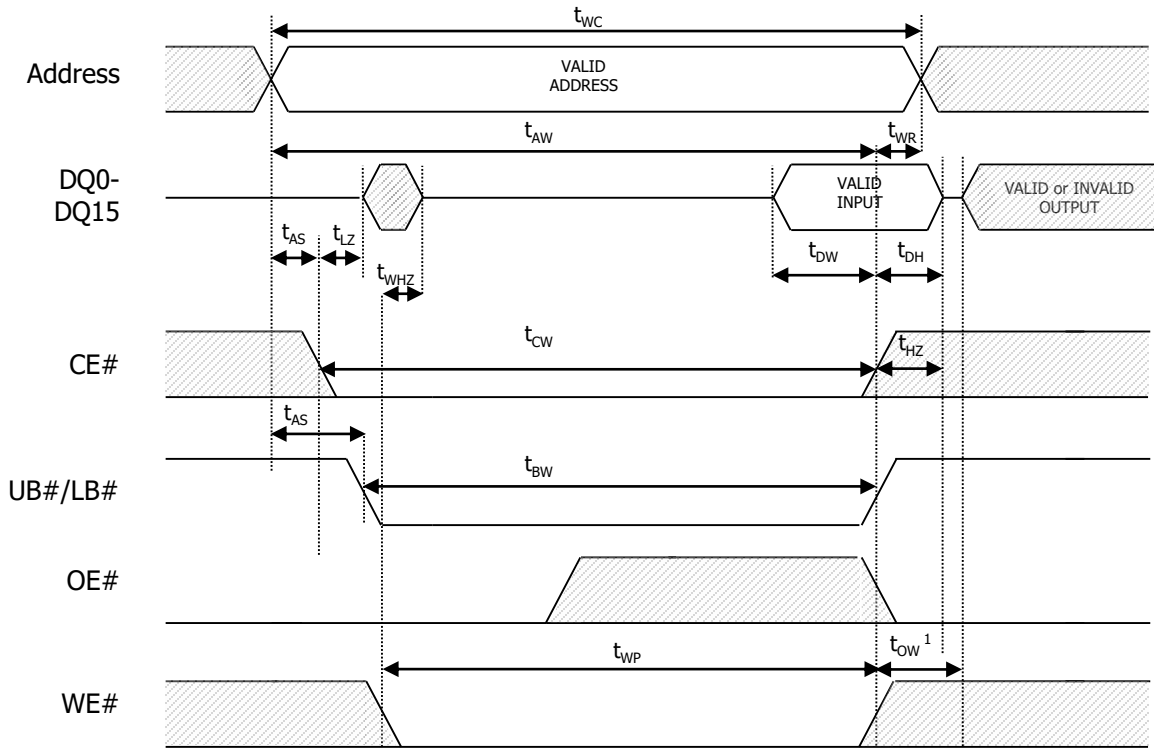 tWC
Address
VALID
ADDRESS
tAW
tWR
DQ0-
DQ15
VALID
INPUT
VALID or INVALID
OUTPUT
tAS
tLZ
tWHZ
tDW
tDH
CE#
tCW
tHZ
tAS
UB#/LB#
tBW
OE#
tWP
tOW 1
WE#